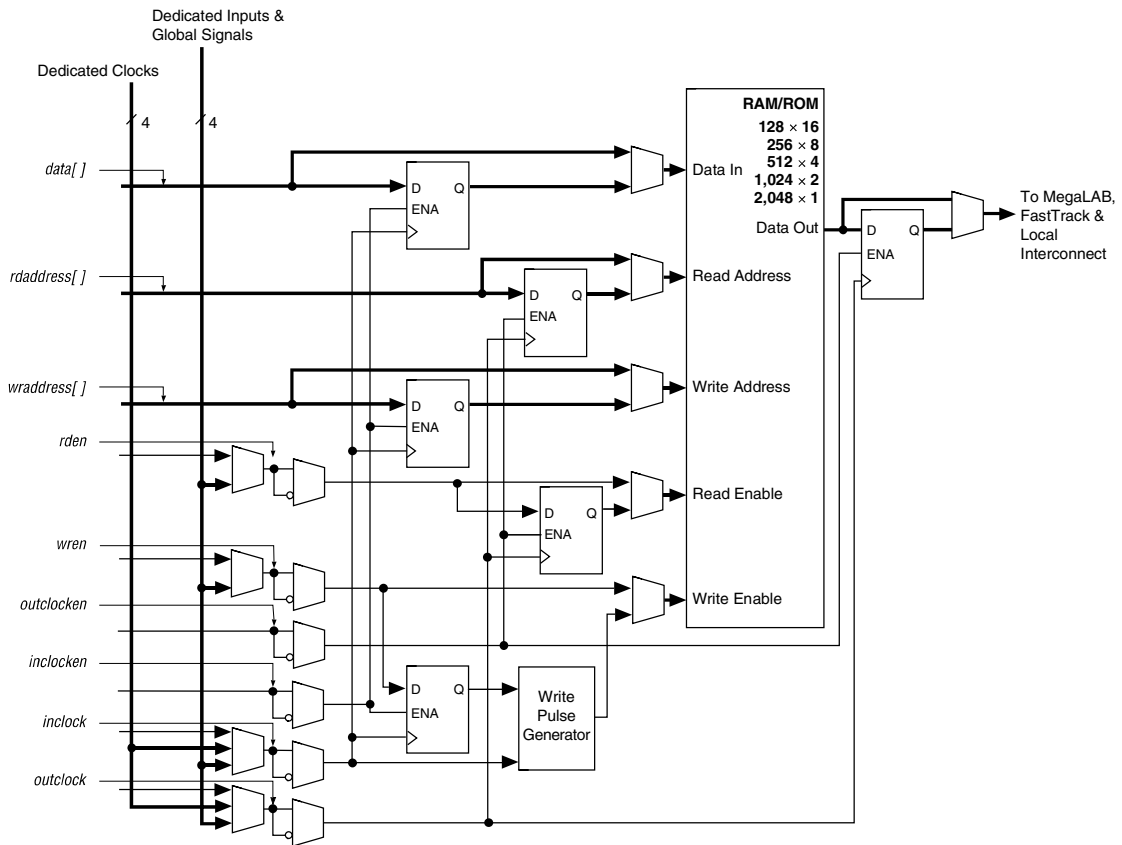 Dedicated Inputs &
Global Signals
Dedicated Clocks
4
4
RAM/ROM
128 × 16
256 × 8
512 × 4
1,024 × 2
2,048 × 1
data[ ]
D
Q
ENA
Data In
Data Out
D
Q
ENA
To MegaLAB,
FastTrack &
Local
Interconnect
rdaddress[ ]
D
Q
ENA
Read Address
wraddress[ ]
D
Q
ENA
Write Address
rden
D
Q
ENA
Read Enable
wren
Write Enable
outclocken
inclocken
D
Q
ENA
Write
Pulse
Generator
inclock
outclock